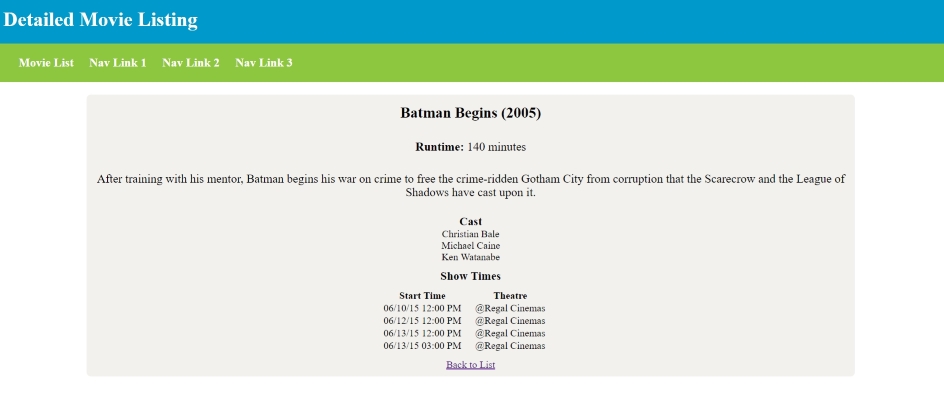 Detailed Movie Listing
Movie List Nav Link 1 Nav Link 2 Nav Link 3
Batman Begins (2005)
Runtime: 140 minutes
After training with his mentor, Batman begins his war on crime to free the crime-ridden Gotham City from corruption that the Scarecrow and the League of
Shadows have cast upon it.
Cast
Christian Bale
Michael Caine
Ken Watanabe
Show Times
Start Time Theatre
06/10/15 12:00 PM @Regal Cinemas
06/12/15 12:00 PM @Regal Cinemas
06/13/15 12:00 PM @Regal Cinemas
06/13/15 03:00 PM @Regal Cinemas
Back to List